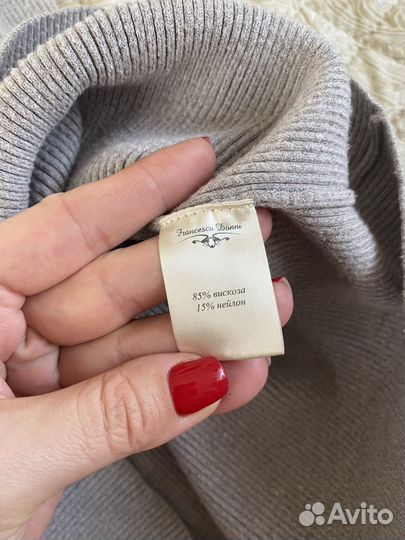 Francesco Donni
85% вискоза
15% нейлон
Avito